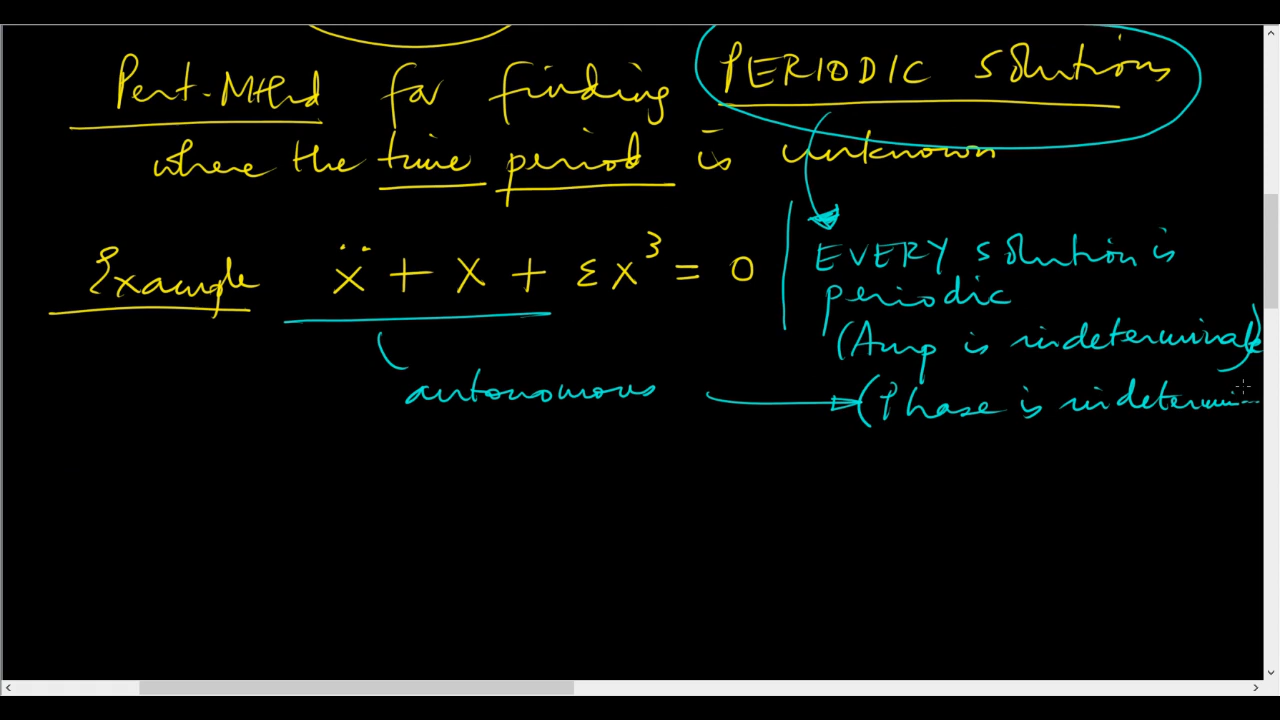 Pert. Mthd for finding PERIODIC solutions
where the time period is unknown
Example ẍ + x + εx³ = 0
EVERY solution is
periodic
(Amp is indeterminate)
autonomous
(Phase is indetermin